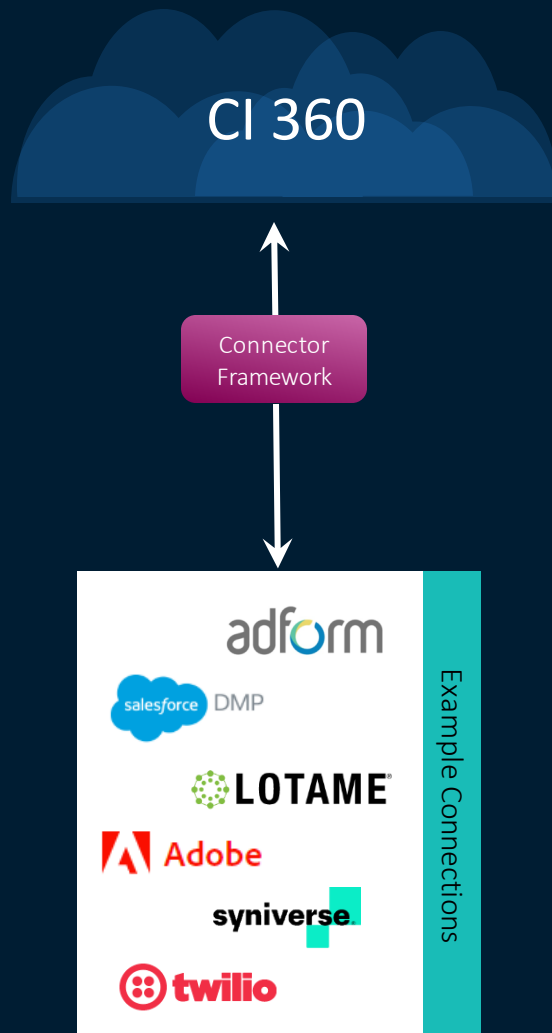 CI 360
Connector
Framework
adform
salesforce DMP
LOTAME®
Adobe
syniverse.
twilio
Example Connections